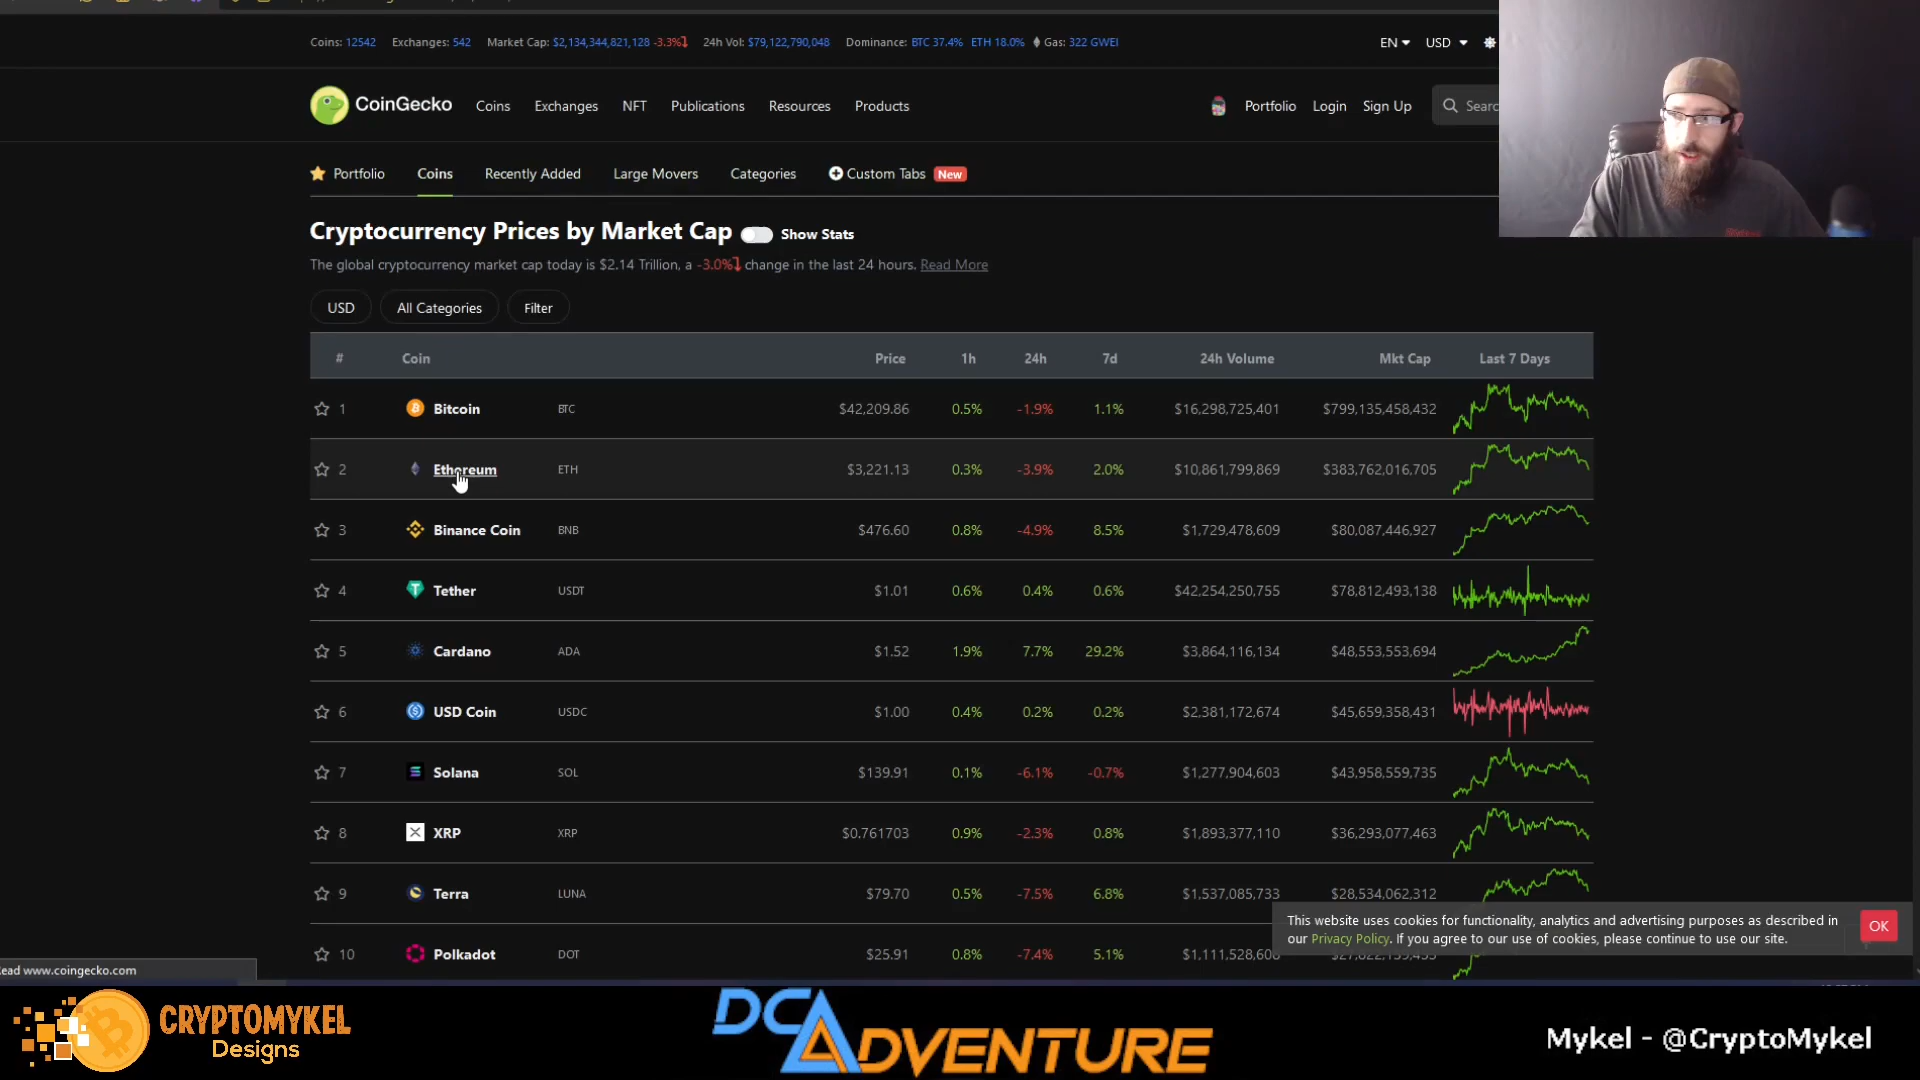 Coins: 12542 Exchanges: 542 Market Cap: $2,134,344,821,128 -3.3% 24h Vol: $79,122,790,048 Dominance: BTC 37.4% ETH 18.0% Gas: 322 GWEI EN USD
CoinGecko Coins Exchanges NFT Publications Resources Products Portfolio Login Sign Up Searc
Portfolio Coins Recently Added Large Movers Categories Custom Tabs New
Cryptocurrency Prices by Market Cap Show Stats
The global cryptocurrency market cap today is $2.14 Trillion, a -3.0% change in the last 24 hours. Read More
USD All Categories Filter
# Coin Price 1h 24h 7d 24h Volume Mkt Cap Last 7 Days
1 Bitcoin BTC $42,209.86 0.5% -1.9% 1.1% $16,298,725,401 $799,135,458,432
2 Ethereum ETH $3,221.13 0.3% -3.9% 2.0% $10,861,799,869 $383,762,016,705
3 Binance Coin BNB $476.60 0.8% -4.9% 8.5% $1,729,478,609 $80,087,446,927
4 Tether USDT $1.01 0.6% 0.4% 0.6% $42,254,250,755 $78,812,493,138
5 Cardano ADA $1.52 1.9% 7.7% 29.2% $3,864,116,134 $48,553,553,694
6 USD Coin USDC $1.00 0.4% 0.2% 0.2% $2,381,172,674 $45,659,358,431
7 Solana SOL $139.91 0.1% -6.1% -0.7% $1,277,904,603 $43,958,559,735
8 XRP XRP $0.761703 0.9% -2.3% 0.8% $1,893,377,110 $36,293,077,463
9 Terra LUNA $79.70 0.5% -7.5% 6.8% $1,537,085,733 $28,534,062,312
10 Polkadot DOT $25.91 0.8% -7.4% 5.1%
This website uses cookies for functionality, analytics and advertising purposes as described in
our Privacy Policy. If you agree to our use of cookies, please continue to use our site.
OK
ead www.coingecko.com
CRYPTOMYKEL
Designs
DCADVENTURE
Mykel - @CryptoMykel